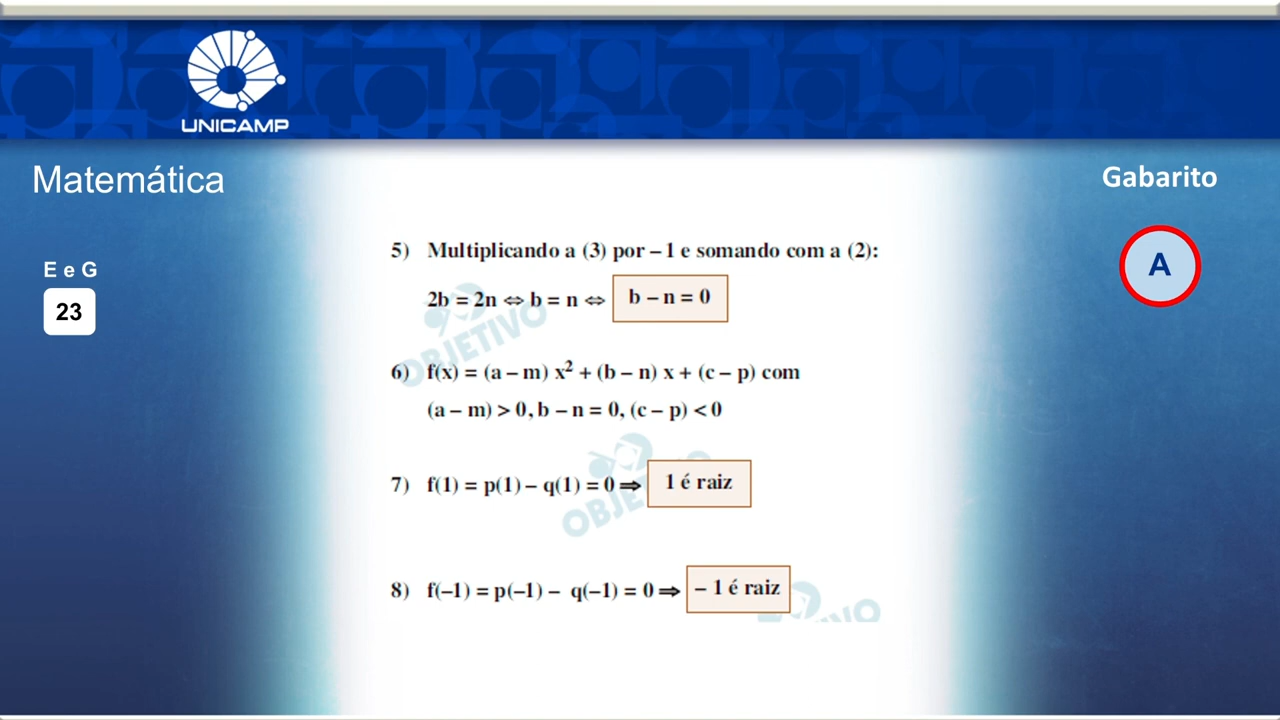 UNICAMP
Matemática
Gabarito
A
E e G
23
5) Multiplicando a (3) por – 1 e somando com a (2):
2b = 2n ⇔ b = n ⇔ b – n = 0
6) f(x) = (a – m) x² + (b – n) x + (c – p) com
(a – m) > 0, b – n = 0, (c – p) < 0
7) f(1) = p(1) – q(1) = 0 ⇒ 1 é raiz
8) f(–1) = p(–1) – q(–1) = 0 ⇒ – 1 é raiz
OBJETIVO